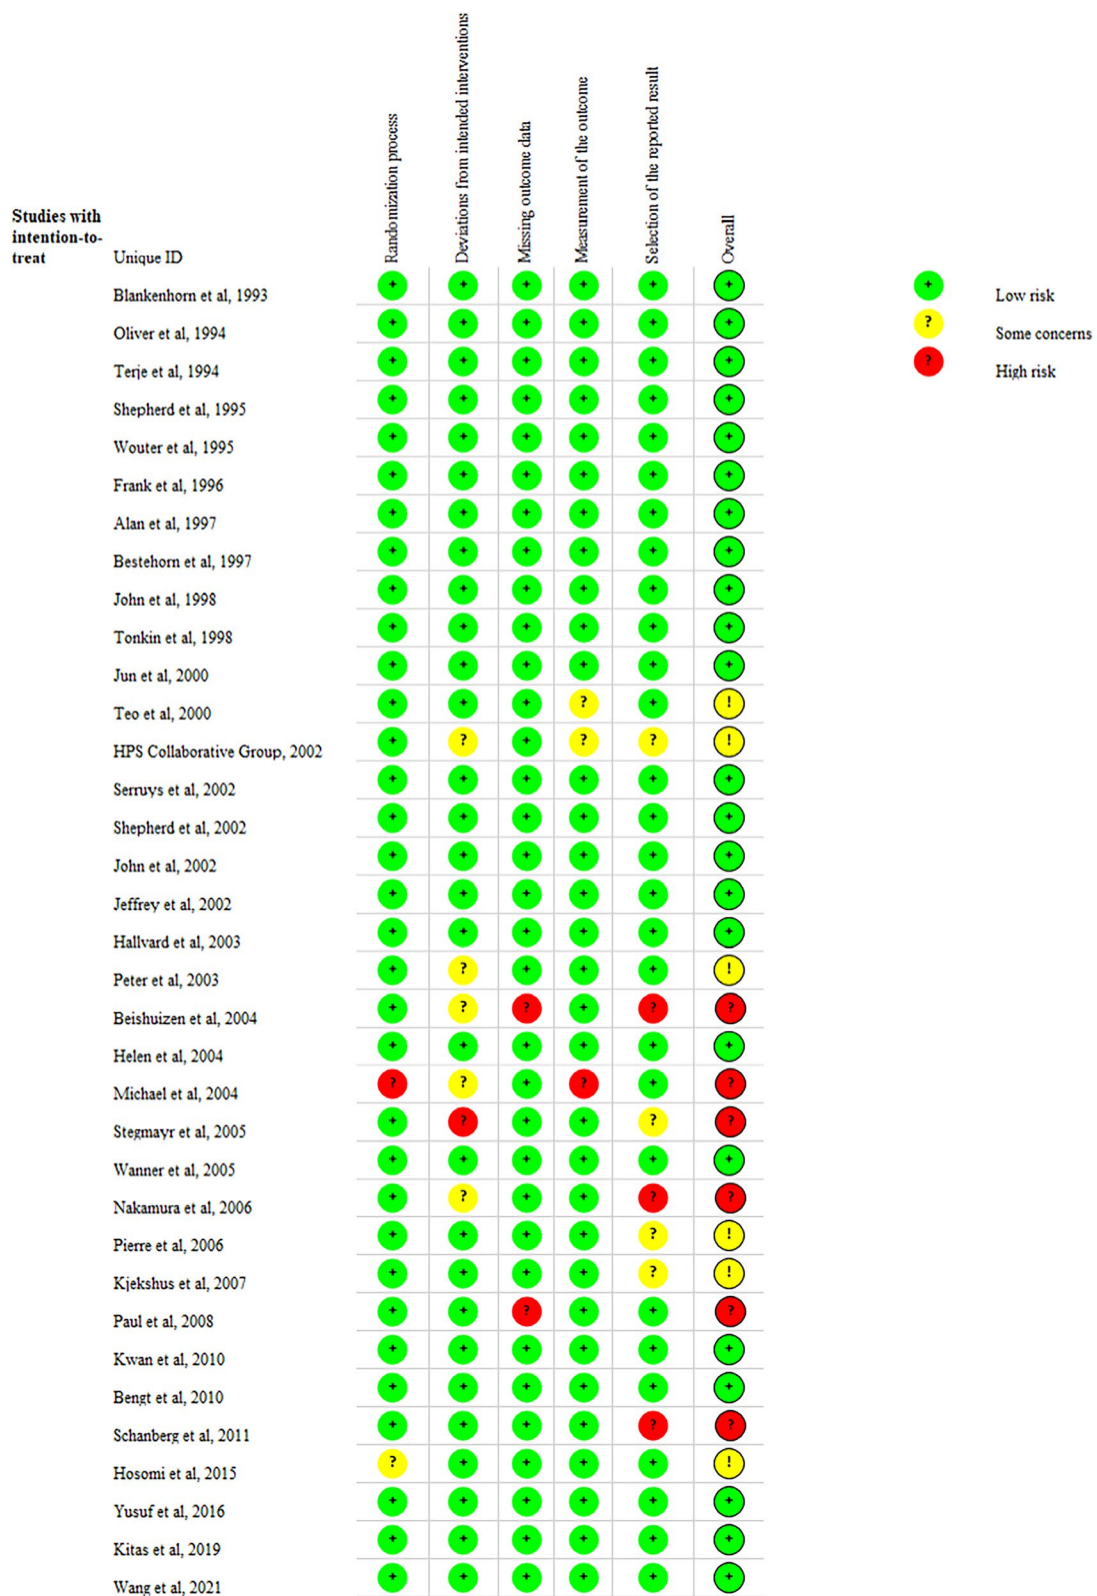 Randomization process
Deviations from intended interventions
Missing outcome data
Measurement of the outcome
Selection of the reported result
Overall
Studies with
intention-to-
treat
Unique ID
Blankenhorn et al, 1993 + + + + + +
Oliver et al, 1994 + + + + + +
Terje et al, 1994 + + + + + +
Shepherd et al, 1995 + + + + + +
Wouter et al, 1995 + + + + + +
Frank et al, 1996 + + + + + +
Alan et al, 1997 + + + + + +
Bestehorn et al, 1997 + + + + + +
John et al, 1998 + + + + + +
Tonkin et al, 1998 + + + + + +
Jun et al, 2000 + + + + + +
Teo et al, 2000 + + + ? + !
HPS Collaborative Group, 2002 + ? + ? ? !
Serruys et al, 2002 + + + + + +
Shepherd et al, 2002 + + + + + +
John et al, 2002 + + + + + +
Jeffrey et al, 2002 + + + + + +
Hallvard et al, 2003 + + + + + +
Peter et al, 2003 + ? + + + !
Beishuizen et al, 2004 + ? ? + ? ?
Helen et al, 2004 + + + + + +
Michael et al, 2004 ? ? + ? + ?
Stegmayr et al, 2005 + ? + + ? ?
Wanner et al, 2005 + + + + + +
Nakamura et al, 2006 + ? + + ? ?
Pierre et al, 2006 + + + + ? !
Kjekshus et al, 2007 + + + + ? !
Paul et al, 2008 + + ? + + ?
Kwan et al, 2010 + + + + + +
Bengt et al, 2010 + + + + + +
Schanberg et al, 2011 + + + + ? ?
Hosomi et al, 2015 ? + + + + !
Yusuf et al, 2016 + + + + + +
Kitas et al, 2019 + + + + + +
Wang et al, 2021 + + + + + +
+ Low risk
? Some concerns
? High risk